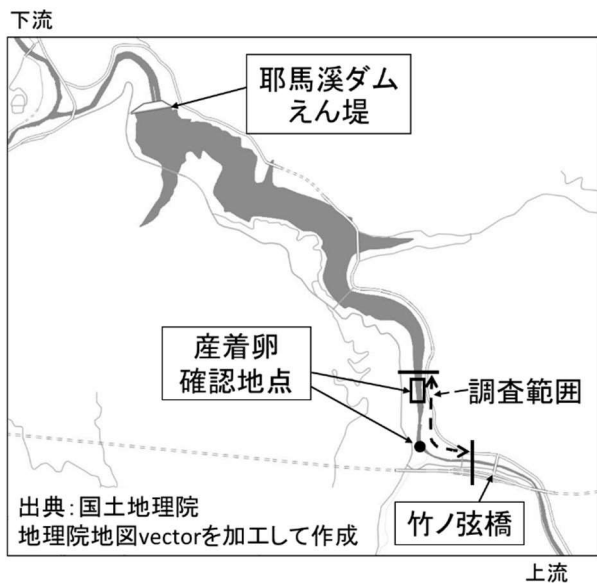 下流
耶馬溪ダム
えん堤
産着卵
確認地点
調査範囲
出典：国土地理院
地理院地図vectorを加工して作成
竹ノ弦橋
上流